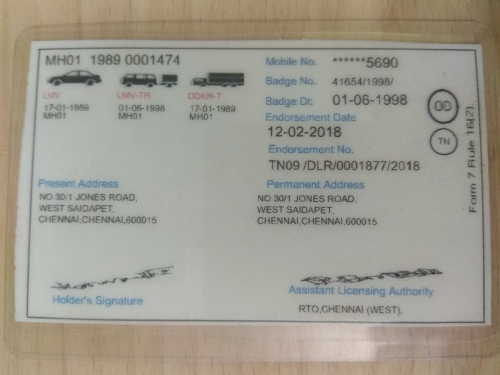 MH01 1989 0001474
Mobile No. ******5690
Badge No. 41654/1998/
LMV LMV-TR DDKR-T
Badge Dt. 01-06-1998
17-01-1989 01-06-1998 17-01-1989
MH01 MH01 MH01
Endorsement Date
12-02-2018
Endorsement No.
TN09 /DLR/0001877/2018
TN
Form 7 Rule 16(2)
Present Address
NO 30/1 JONES ROAD,
WEST SAIDAPET,
CHENNAI,CHENNAI,600015
Permanent Address
NO 30/1 JONES ROAD,
WEST SAIDAPET,
CHENNAI,CHENNAI,600015
Holder's Signature
Assistant Licensing Authority
RTO,CHENNAI (WEST),